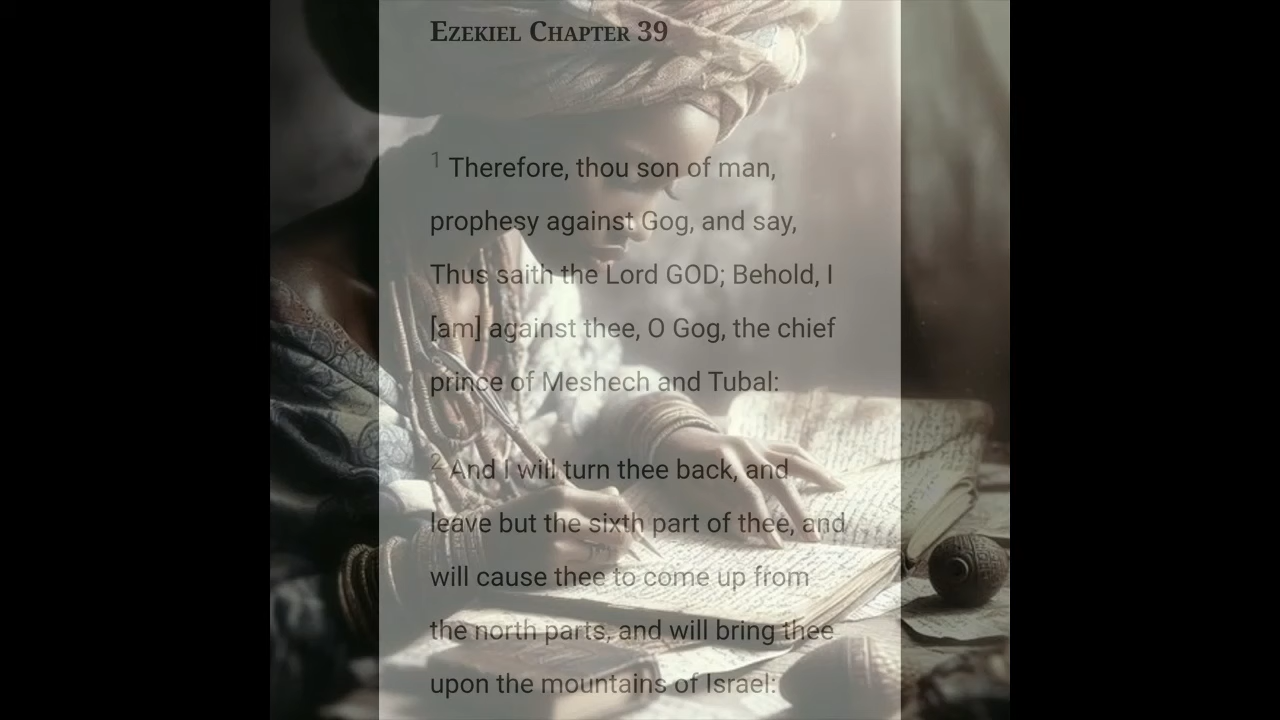 Ezekiel Chapter 39
1 Therefore, thou son of man,
prophesy against Gog, and say,
Thus saith the Lord GOD; Behold, I
[am] against thee, O Gog, the chief
prince of Meshech and Tubal:
2 And I will turn thee back, and
leave but the sixth part of thee, and
will cause thee to come up from
the north parts, and will bring thee
upon the mountains of Israel: